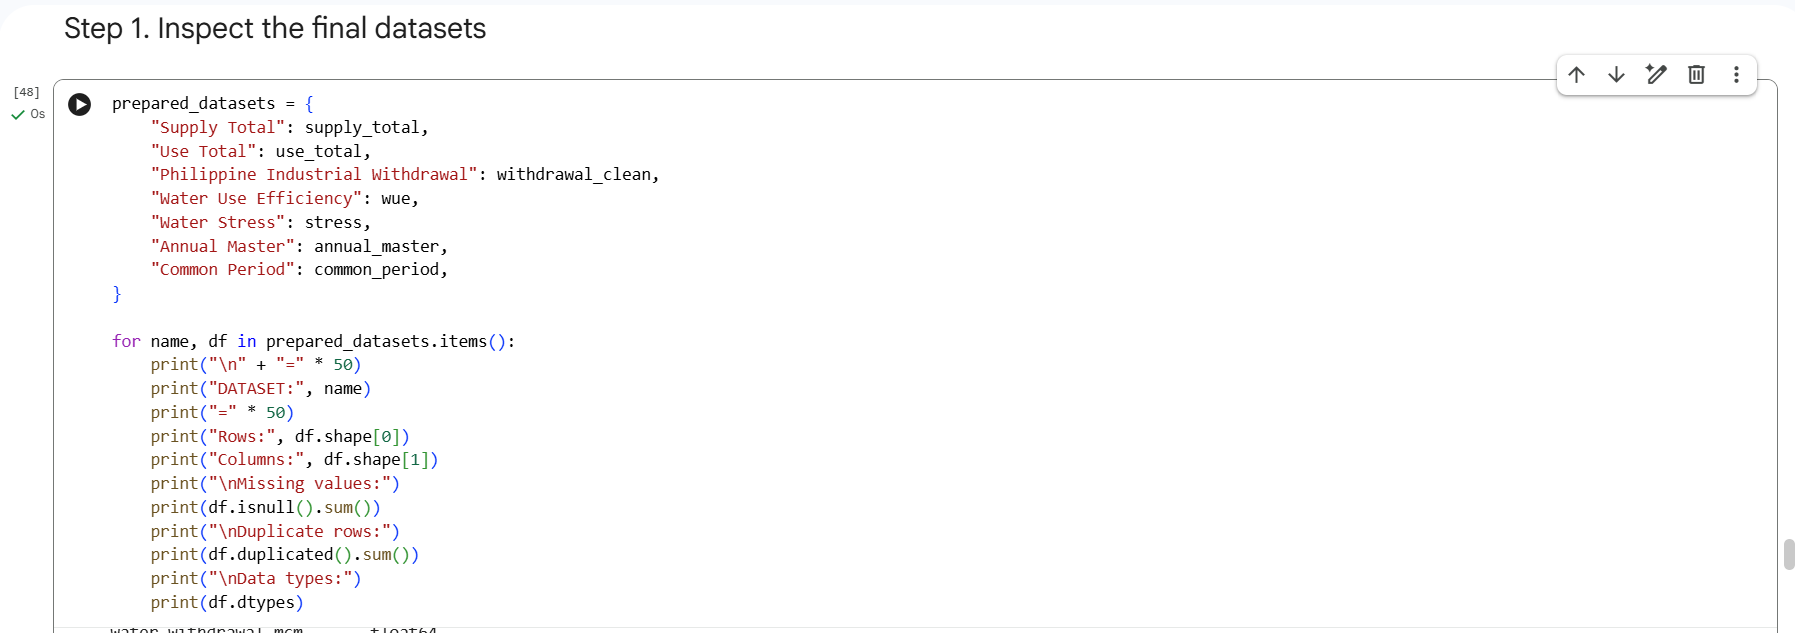 Step 1. Inspect the final datasets
[48]
0s
prepared_datasets = {
    "Supply Total": supply_total,
    "Use Total": use_total,
    "Philippine Industrial Withdrawal": withdrawal_clean,
    "Water Use Efficiency": wue,
    "Water Stress": stress,
    "Annual Master": annual_master,
    "Common Period": common_period,
}
for name, df in prepared_datasets.items():
    print("\n" + "=" * 50)
    print("DATASET:", name)
    print("=" * 50)
    print("Rows:", df.shape[0])
    print("Columns:", df.shape[1])
    print("\nMissing values:")
    print(df.isnull().sum())
    print("\nDuplicate rows:")
    print(df.duplicated().sum())
    print("\nData types:")
    print(df.dtypes)
water_withdrawal_mcm    float64